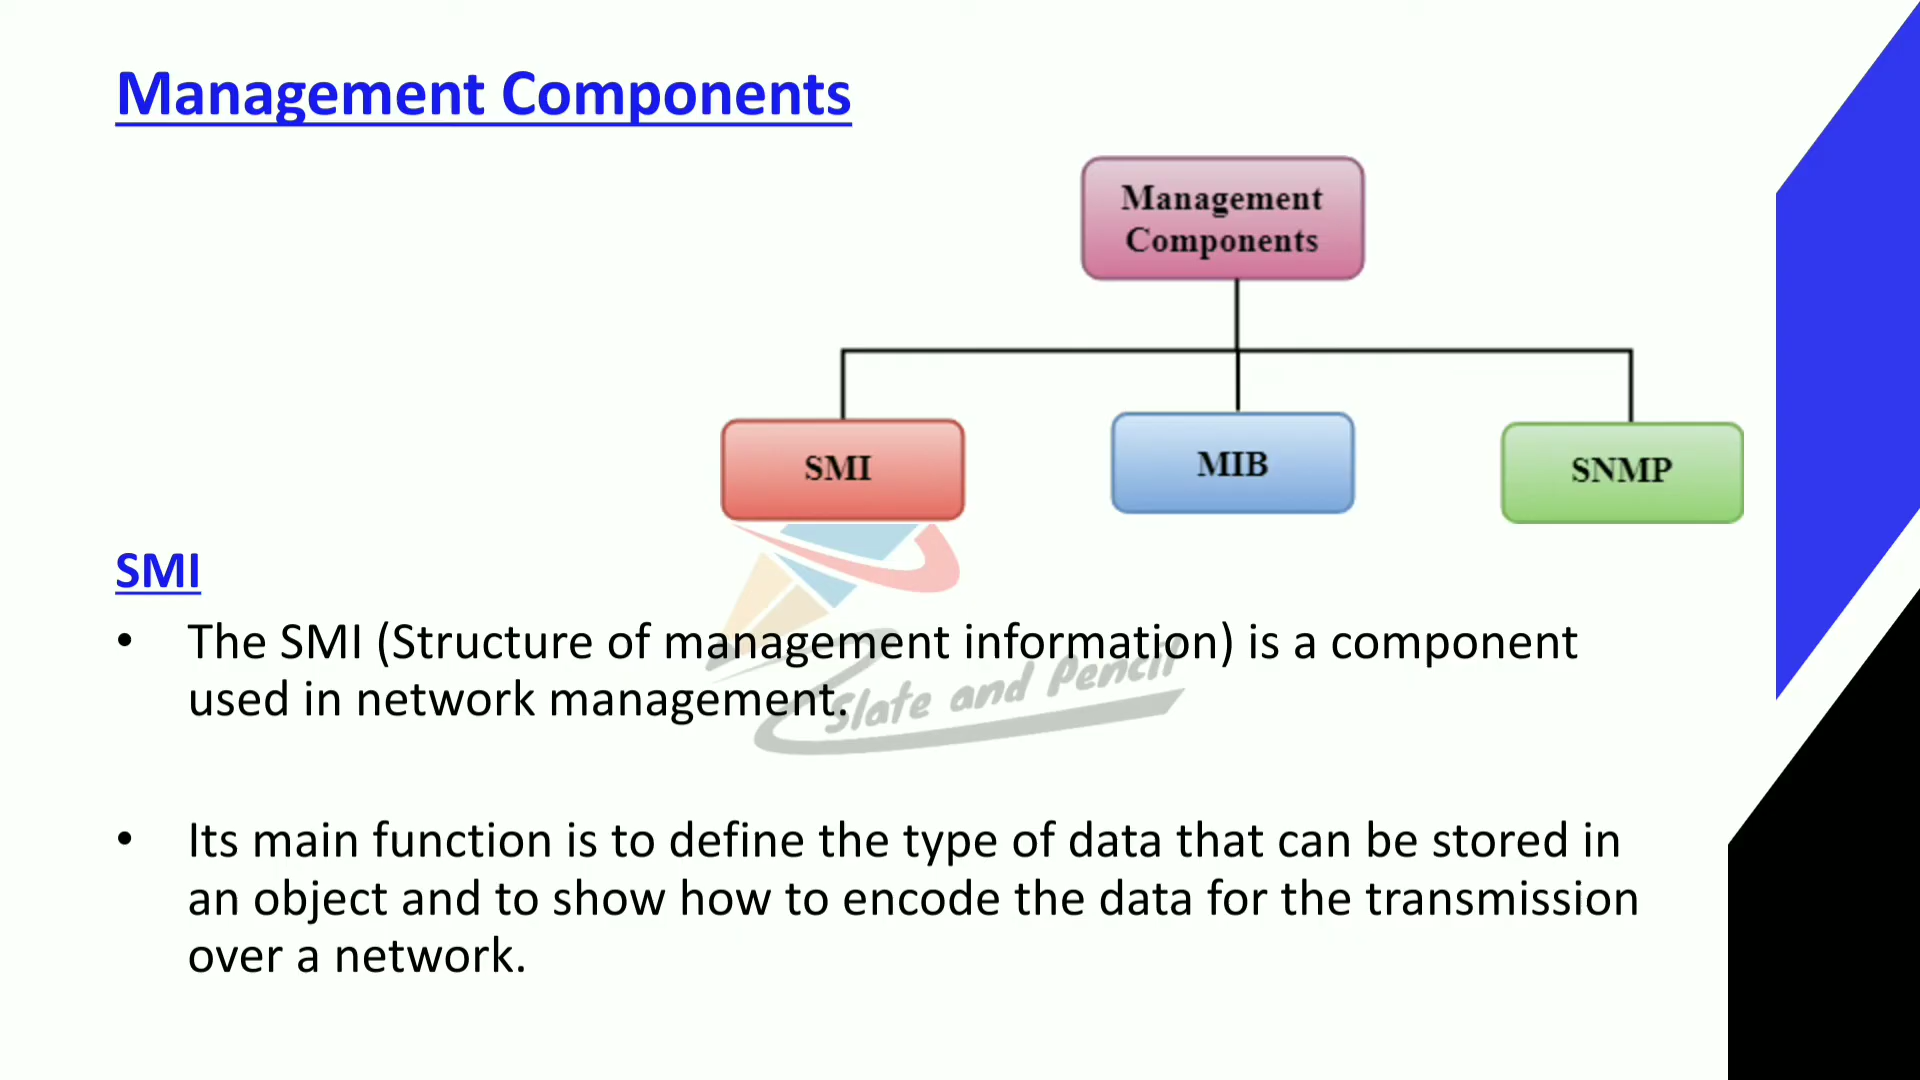 Management Components
Management
Components
SMI
MIB
SNMP
SMI
• The SMI (Structure of management information) is a component
used in network management.
Slate and Pencil
• Its main function is to define the type of data that can be stored in
an object and to show how to encode the data for the transmission
over a network.